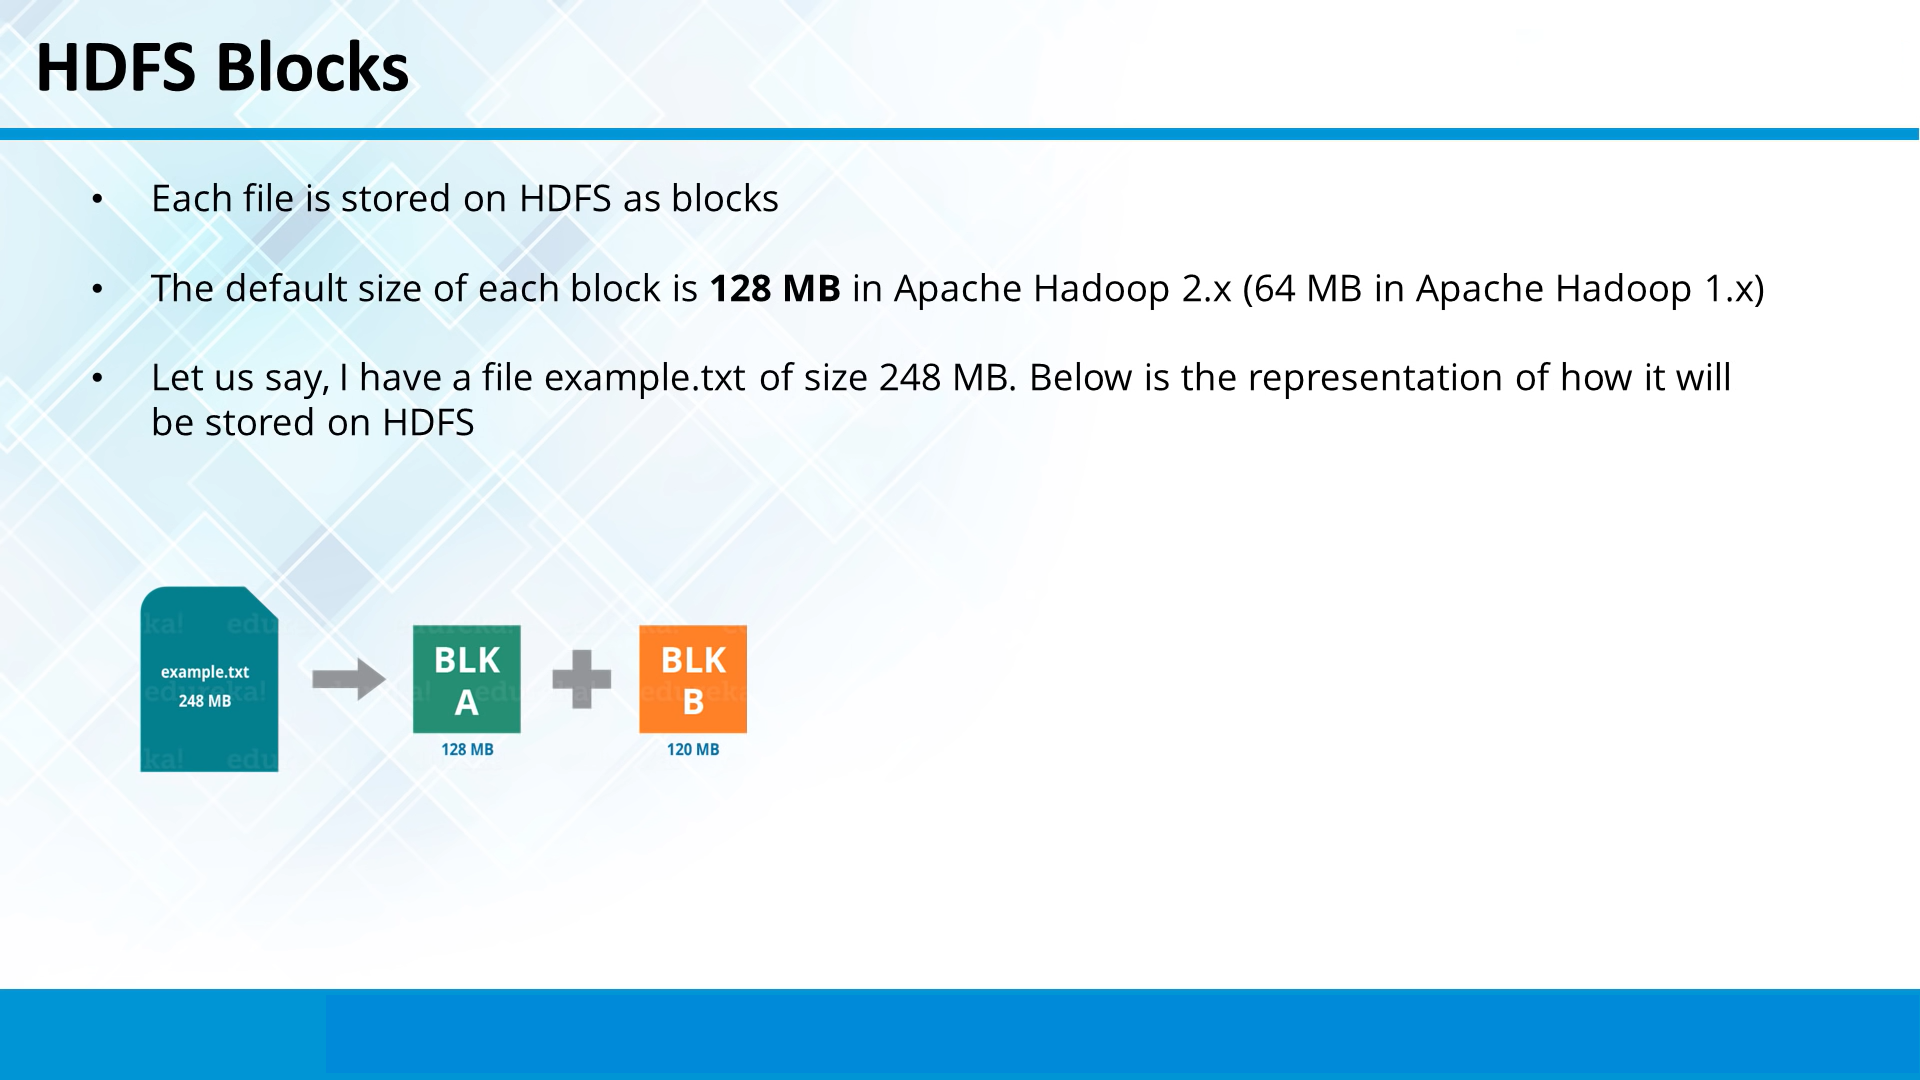 HDFS Blocks
• Each file is stored on HDFS as blocks
• The default size of each block is 128 MB in Apache Hadoop 2.x (64 MB in Apache Hadoop 1.x)
• Let us say, I have a file example.txt of size 248 MB. Below is the representation of how it will
be stored on HDFS
example.txt
248 MB
BLK
A
128 MB
BLK
B
120 MB
edureka!